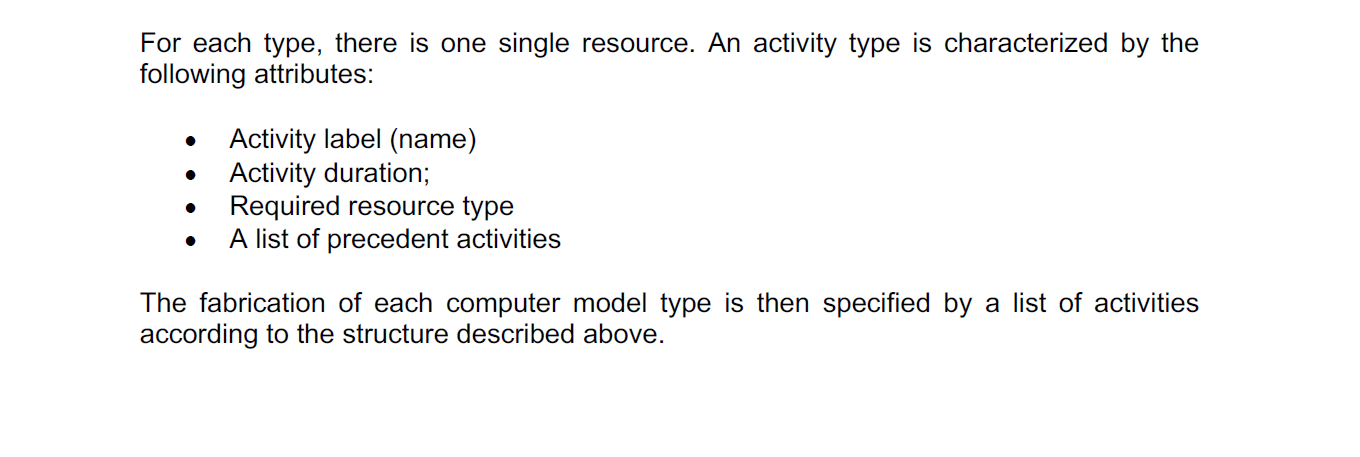 For each type, there is one single resource. An activity type is characterized by the
following attributes:
• Activity label (name)
• Activity duration;
• Required resource type
• A list of precedent activities
The fabrication of each computer model type is then specified by a list of activities
according to the structure described above.